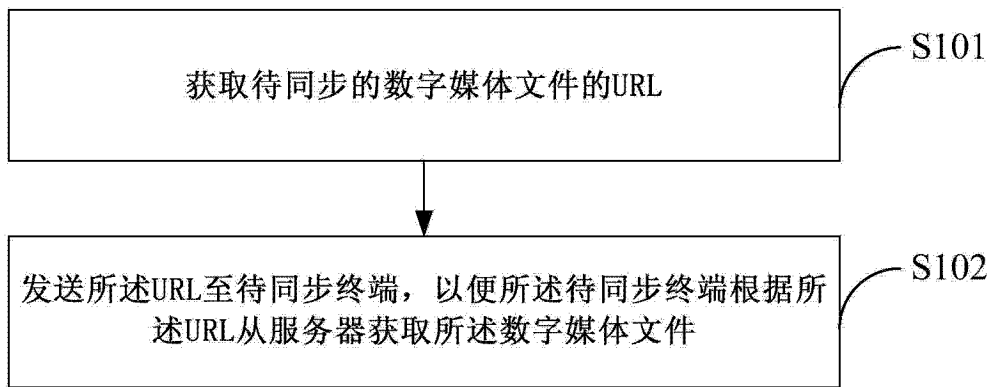 获取待同步的数字媒体文件的URL
S101
发送所述URL至待同步终端，以便所述待同步终端根据所
述URL从服务器获取所述数字媒体文件
S102